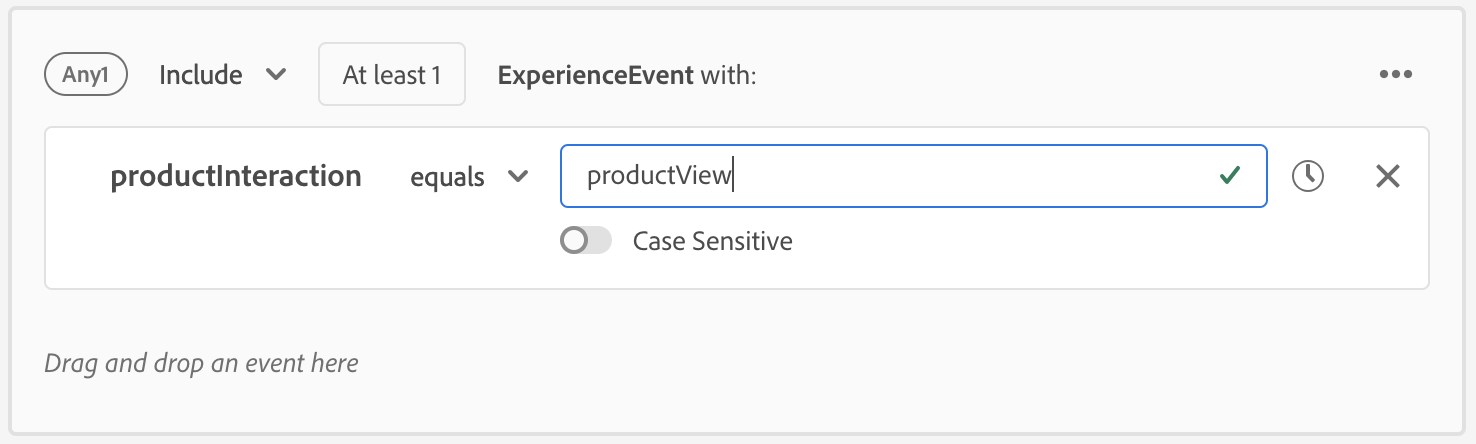 Any1 Include At least 1 ExperienceEvent with:
productInteraction equals productView
Case Sensitive
Drag and drop an event here